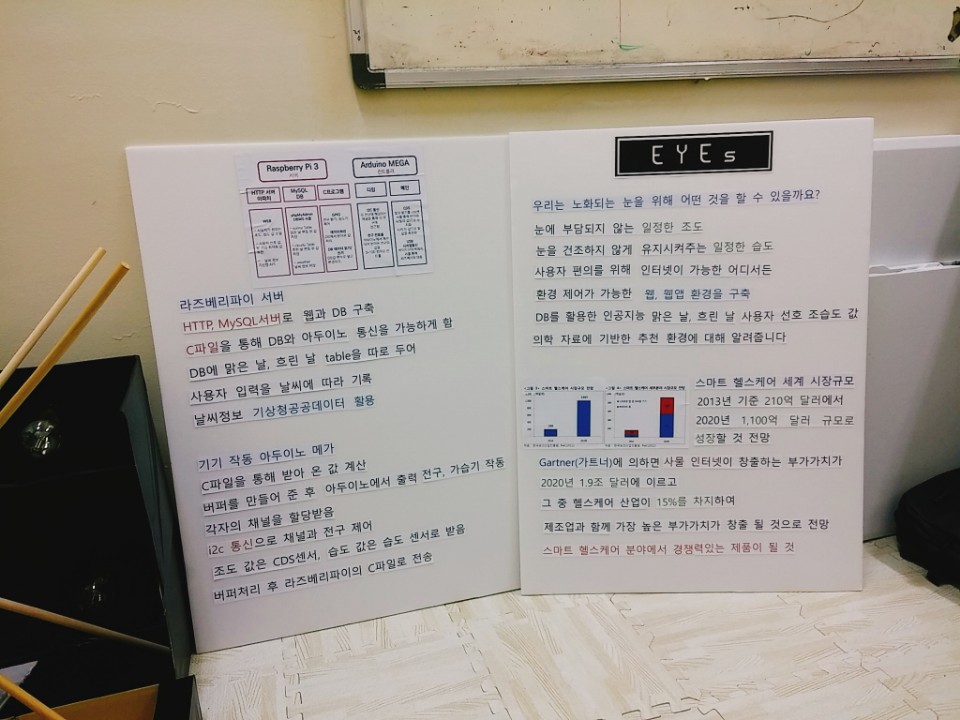 Raspberry Pi 3
서버
Arduino MEGA
HTTP 서버
아파치
MySQL
DB
C프로그램
라즈베리파이 서버
HTTP, MySQL서버로 웹과 DB 구축
C파일을 통해 DB와 아두이노 통신을 가능하게 함
DB에 맑은 날, 흐린 날 table을 따로 두어
사용자 입력을 날씨에 따라 기록
날씨정보 기상청공공데이터 활용
기기 작동 아두이노 메가
C파일을 통해 받아 온 값 계산
버퍼를 만들어 준 후 아두이노에서 출력 전구, 가습기 작동
각자의 채널을 할당받음
i2c 통신으로 채널과 전구 제어
조도 값은 CDS센서, 습도 값은 습도 센서로 받음
버퍼처리 후 라즈베리파이의 C파일로 전송
EYEs
우리는 노화되는 눈을 위해 어떤 것을 할 수 있을까요?
눈에 부담되지 않는 일정한 조도
눈을 건조하지 않게 유지시켜주는 일정한 습도
사용자 편의를 위해 인터넷이 가능한 어디서든
환경 제어가 가능한 웹, 웹앱 환경을 구축
DB를 활용한 인공지능 맑은 날, 흐린 날 사용자 선호 조습도 값
의학 자료에 기반한 추천 환경에 대해 알려줍니다
스마트 헬스케어 세계 시장규모
2013년 기준 210억 달러에서
2020년 1,100억 달러 규모로
성장할 것 전망
Gartner(가트너)에 의하면 사물 인터넷이 창출하는 부가가치가
2020년 1.9조 달러에 이르고
그 중 헬스케어 산업이 15%를 차지하여
제조업과 함께 가장 높은 부가가치가 창출 될 것으로 전망
스마트 헬스케어 분야에서 경쟁력있는 제품이 될 것